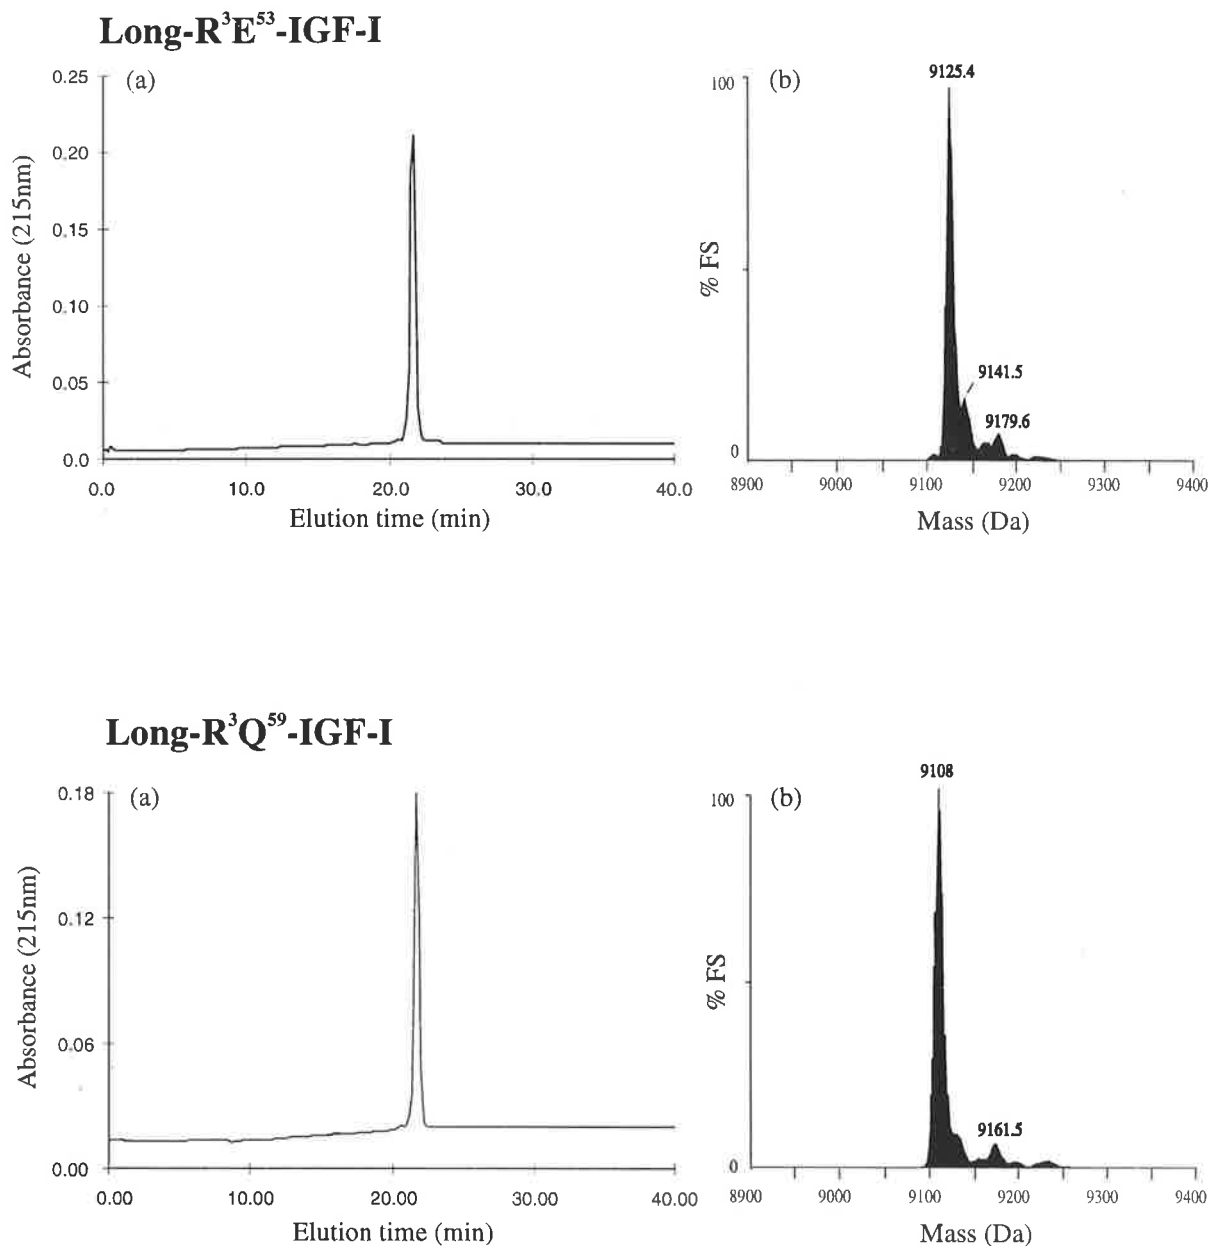 Long-R³E⁵³-IGF-I
(a)
0.25
0.20
0.15
0.10
0.05
0.0
Absorbance (215nm)
0.0 10.0 20.0 30.0 40.0
Elution time (min)
(b)
9125.4
9141.5
9179.6
100
0
% FS
8900 9000 9100 9200 9300 9400
Mass (Da)
Long-R³Q⁵⁹-IGF-I
(a)
0.18
0.12
0.06
0.00
Absorbance (215nm)
0.00 10.00 20.00 30.00 40.00
Elution time (min)
(b)
9108
9161.5
100
0
% FS
8900 9000 9100 9200 9300 9400
Mass (Da)